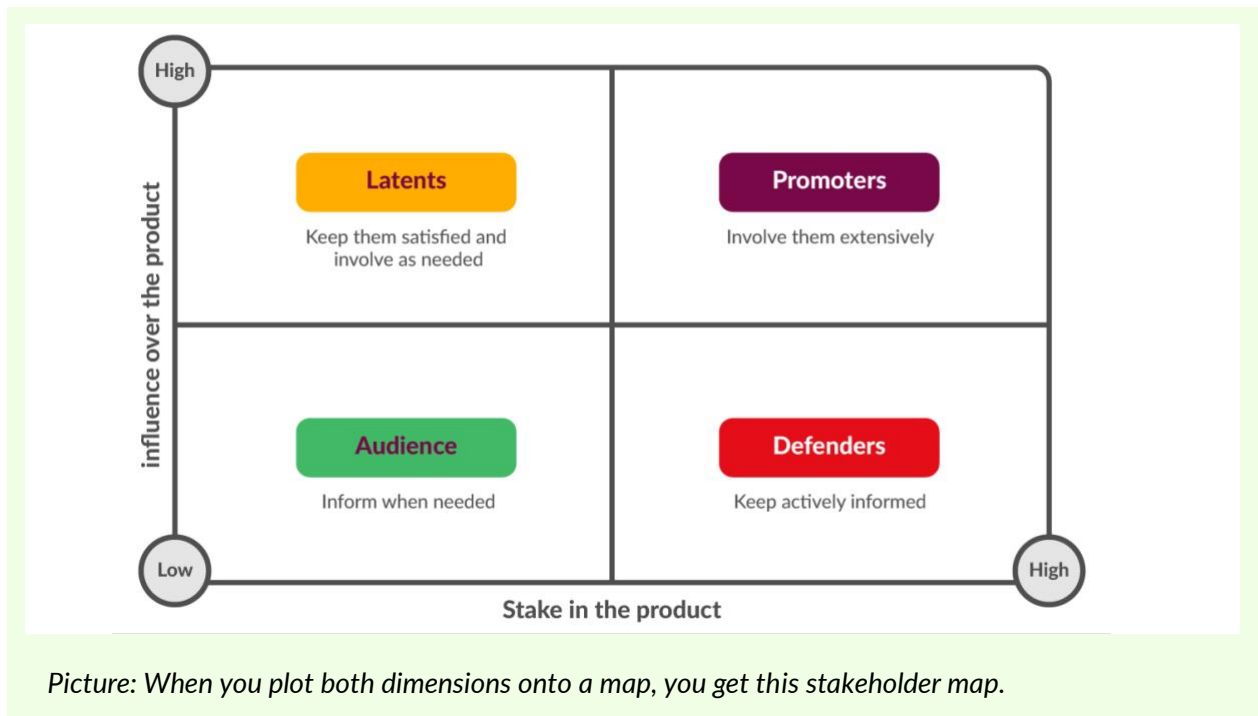 High
Latents
Keep them satisfied and
involve as needed
Promoters
Involve them extensively
influence over the product
Audience
Inform when needed
Defenders
Keep actively informed
Low
High
Stake in the product
Picture: When you plot both dimensions onto a map, you get this stakeholder map.